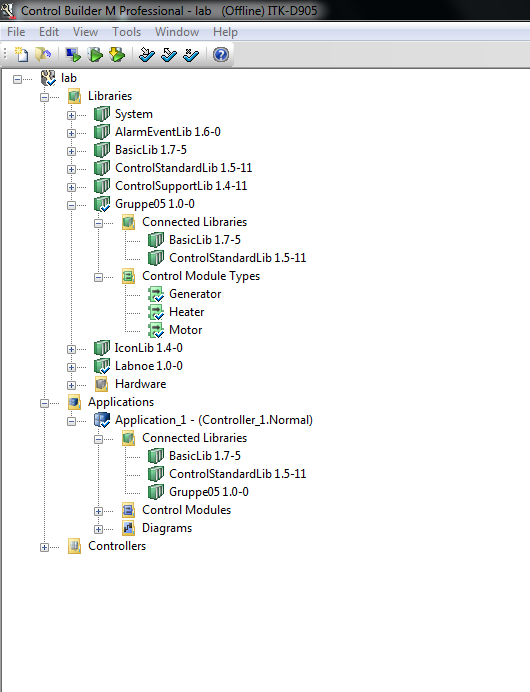 Control Builder M Professional - lab (Offline) ITK-D905
File Edit View Tools Window Help
lab
Libraries
System
AlarmEventLib 1.6-0
BasicLib 1.7-5
ControlStandardLib 1.5-11
ControlSupportLib 1.4-11
Gruppe05 1.0-0
Connected Libraries
BasicLib 1.7-5
ControlStandardLib 1.5-11
Control Module Types
Generator
Heater
Motor
IconLib 1.4-0
Labnoe 1.0-0
Hardware
Applications
Application_1 - (Controller_1.Normal)
Connected Libraries
BasicLib 1.7-5
ControlStandardLib 1.5-11
Gruppe05 1.0-0
Control Modules
Diagrams
Controllers